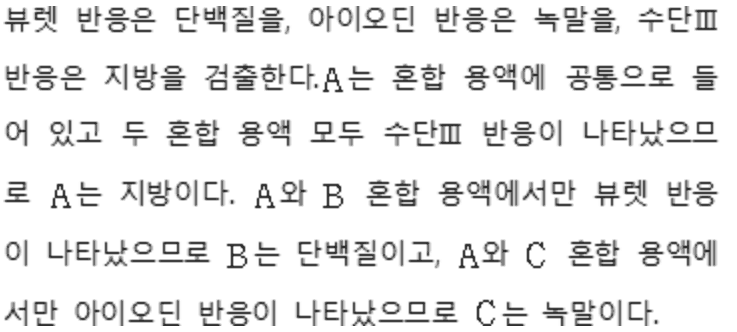 뷰렛 반응은 단백질을, 아이오딘 반응은 녹말을, 수단Ⅲ
반응은 지방을 검출한다.A는 혼합 용액에 공통으로 들
어 있고 두 혼합 용액 모두 수단Ⅲ 반응이 나타났으므
로 A는 지방이다. A와 B 혼합 용액에서만 뷰렛 반응
이 나타났으므로 B는 단백질이고, A와 C 혼합 용액에
서만 아이오딘 반응이 나타났으므로 C는 녹말이다.